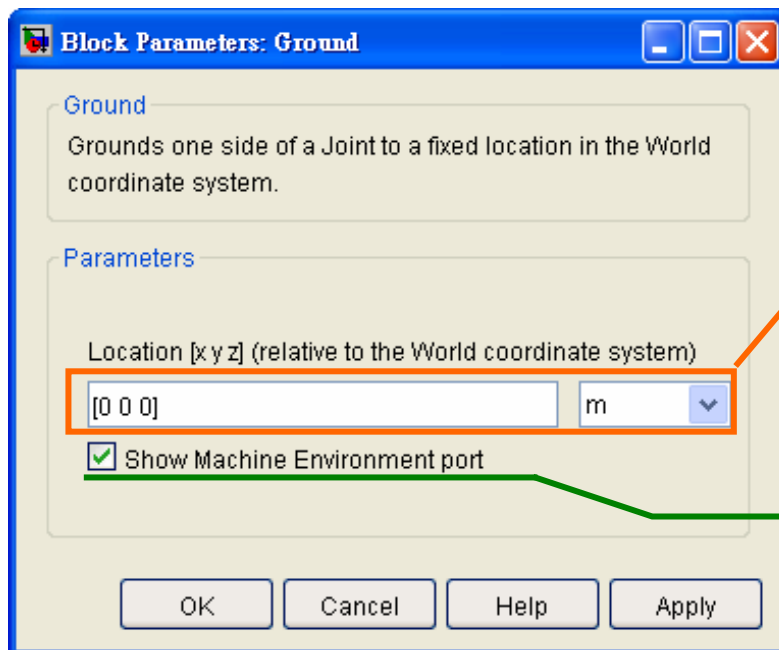 Block Parameters: Ground
Ground
Grounds one side of a Joint to a fixed location in the World
coordinate system.
Parameters
Location [x y z] (relative to the World coordinate system)
[0 0 0] m
Show Machine Environment port
OK Cancel Help Apply